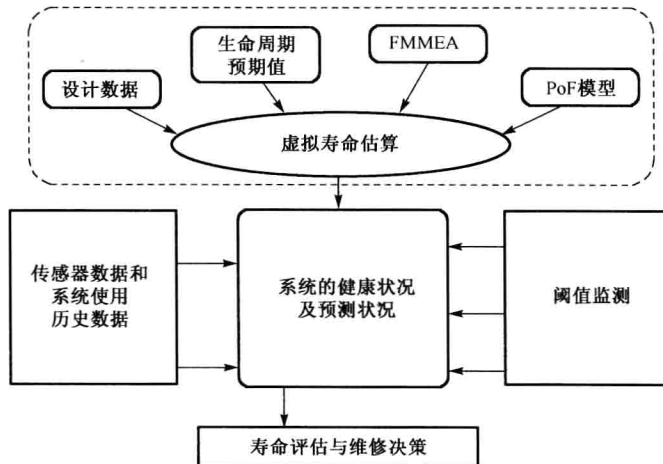 生命周期
预期值
FMMEA
设计数据
PoF模型
虚拟寿命估算
传感器数据和
系统使用
历史数据
系统的健康状况
及预测状况
阈值监测
寿命评估与维修决策